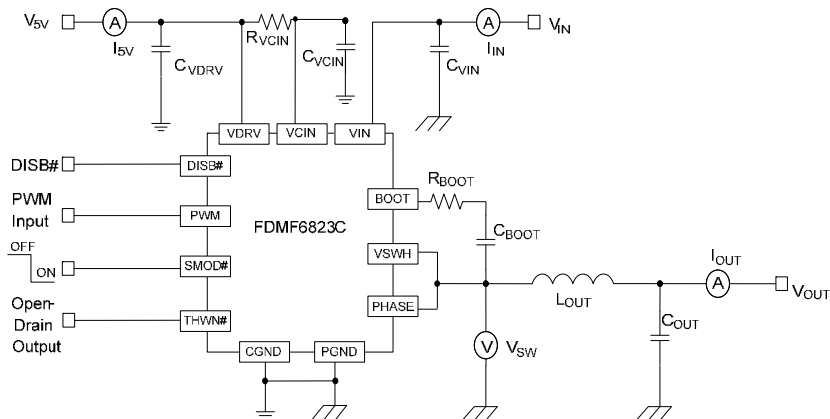 V5V
A
I5V
CVDRV
RVCIN
CVCIN
CVIN
A
IIN
VIN
VDRV
VCIN
VIN
DISB#
DISB#
PWM
Input
PWM
OFF
ON
SMOD#
Open-
Drain
Output
THWN#
FDMF6823C
BOOT
RBOOT
CBOOT
VSWH
PHASE
CGND
PGND
V
VSW
LOUT
COUT
IOUT
A
VOUT